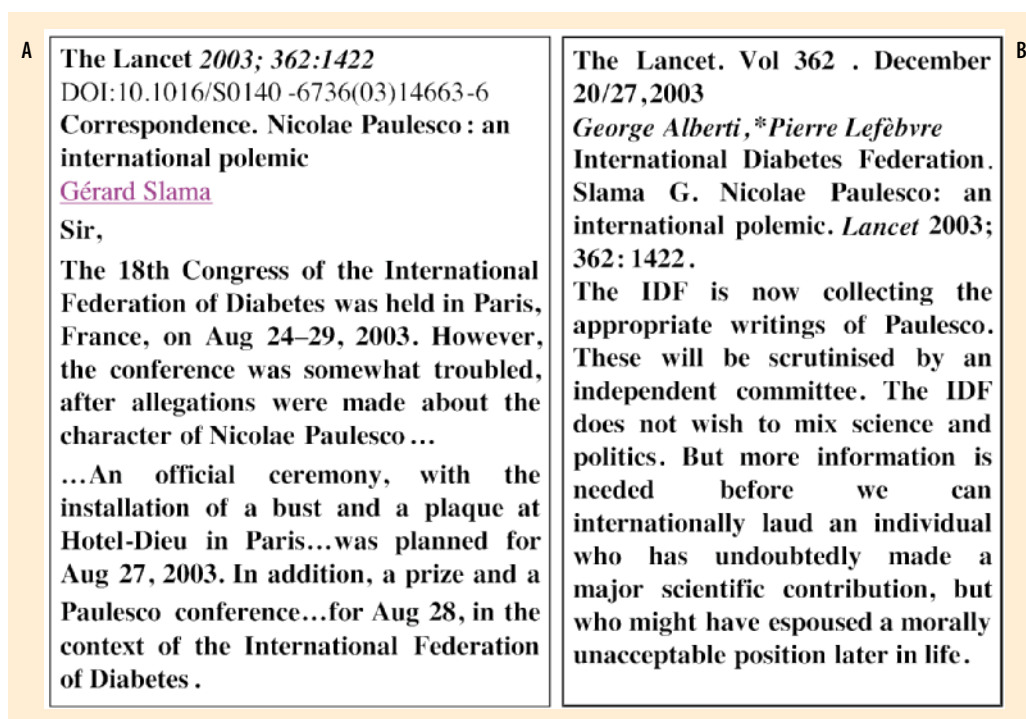 A
The Lancet 2003; 362:1422
DOI:10.1016/S0140 -6736(03)14663-6
Correspondence. Nicolae Paulesco : an
international polemic
Gérard Slama
Sir,
The 18th Congress of the International
Federation of Diabetes was held in Paris,
France, on Aug 24–29, 2003. However,
the conference was somewhat troubled,
after allegations were made about the
character of Nicolae Paulesco ...
...An official ceremony, with the
installation of a bust and a plaque at
Hotel-Dieu in Paris...was planned for
Aug 27, 2003. In addition, a prize and a
Paulesco conference...for Aug 28, in the
context of the International Federation
of Diabetes .
B
The Lancet. Vol 362 . December
20/27,2003
George Alberti,*Pierre Lefèbvre
International Diabetes Federation.
Slama G. Nicolae Paulesco: an
international polemic. Lancet 2003;
362: 1422.
The IDF is now collecting the
appropriate writings of Paulesco.
These will be scrutinised by an
independent committee. The IDF
does not wish to mix science and
politics. But more information is
needed before we can
internationally laud an individual
who has undoubtedly made a
major scientific contribution, but
who might have espoused a morally
unacceptable position later in life.